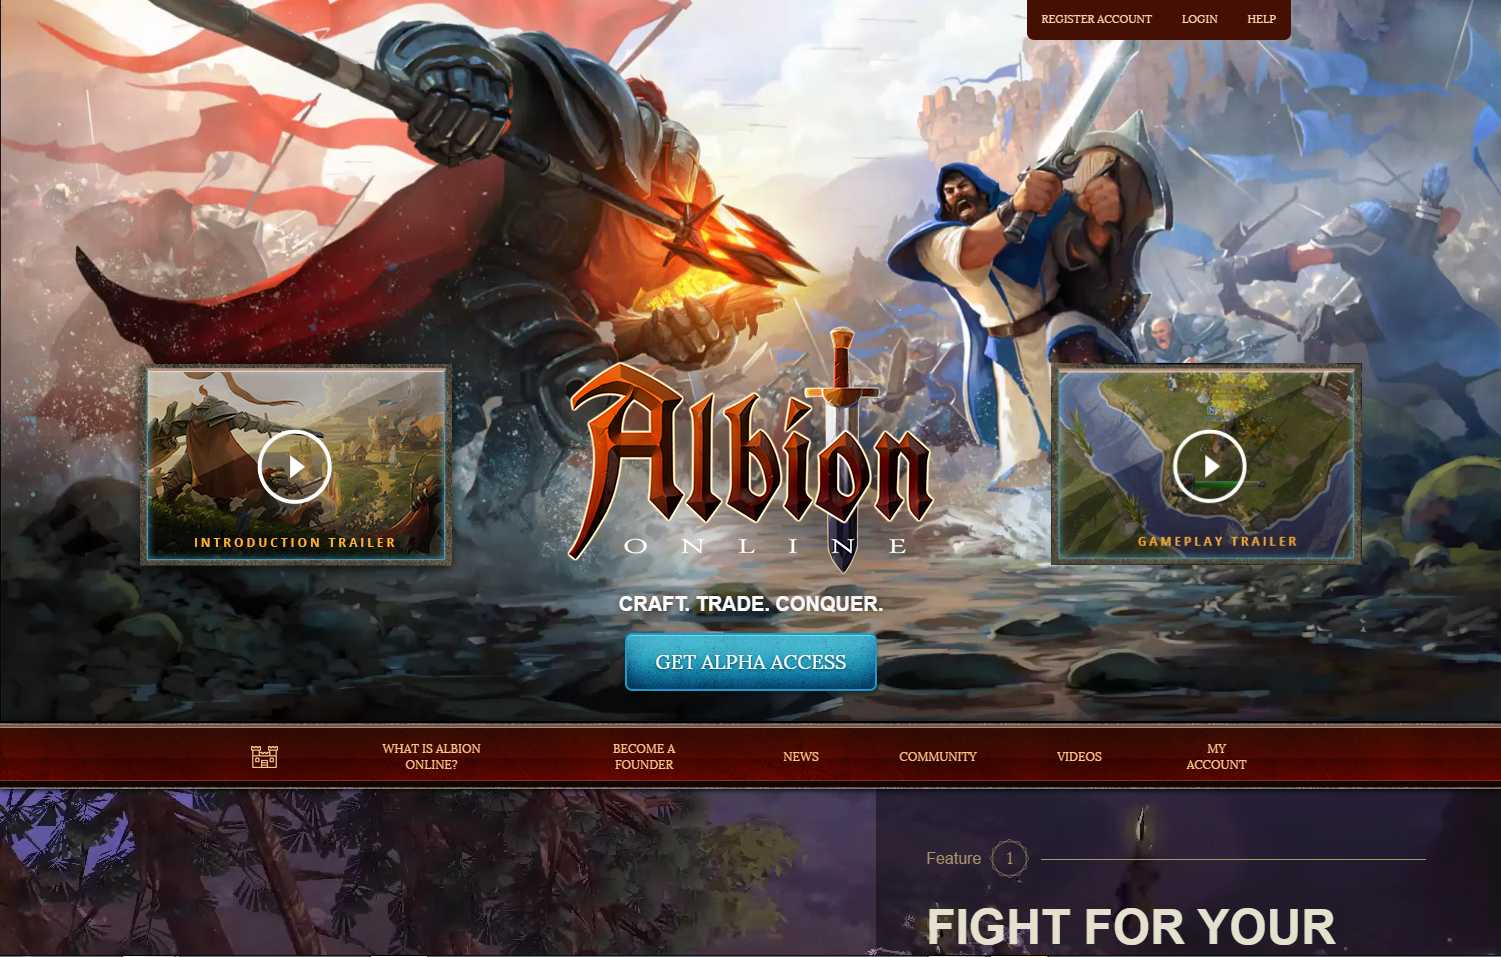 REGISTER ACCOUNT LOGIN HELP
Albion
ONLINE
INTRODUCTION TRAILER
GAMEPLAY TRAILER
CRAFT. TRADE. CONQUER.
GET ALPHA ACCESS
WHAT IS ALBION
ONLINE?
BECOME A
FOUNDER
NEWS
COMMUNITY
VIDEOS
MY
ACCOUNT
Feature 1
FIGHT FOR YOUR